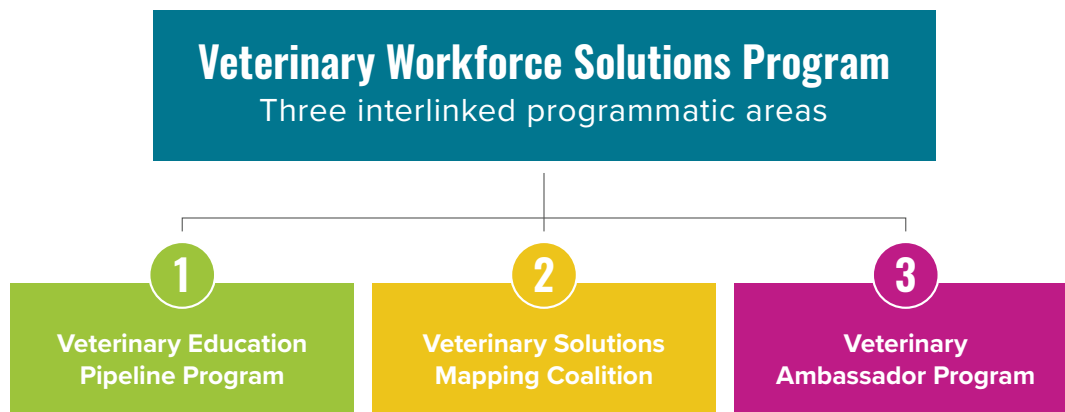 Veterinary Workforce Solutions Program
Three interlinked programmatic areas
1
Veterinary Education
Pipeline Program
2
Veterinary Solutions
Mapping Coalition
3
Veterinary
Ambassador Program